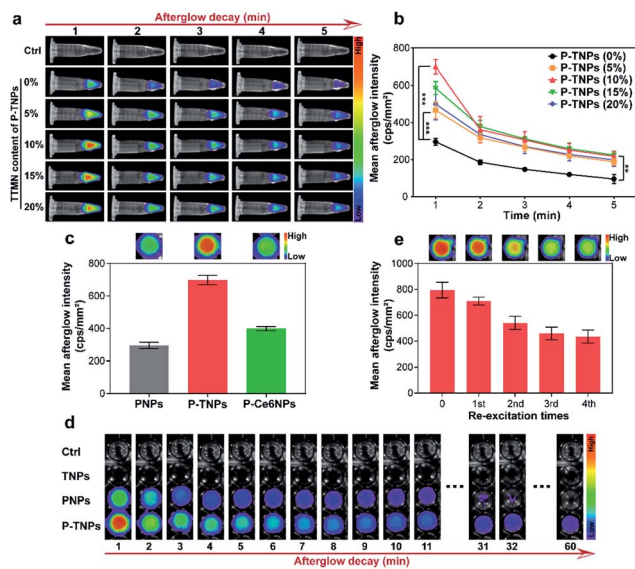 a
Afterglow decay (min)
1 2 3 4 5
Ctrl
0%
5%
10%
15%
20%
TTMN content of P-TNPs
High
Low
b
Mean afterglow intensity
(cps/mm²)
800
600
400
200
0
P-TNPs (0%)
P-TNPs (5%)
P-TNPs (10%)
P-TNPs (15%)
P-TNPs (20%)
***
***
**
1 2 3 4 5
Time (min)
c
High
Low
Mean afterglow intensity
(cps/mm²)
800
600
400
200
0
PNPs P-TNPs P-Ce6NPs
e
High
Low
Mean afterglow intensity
(cps/mm²)
1000
800
600
400
200
0
0 1st 2nd 3rd 4th
Re-excitation times
d
Ctrl
TNPs
PNPs
P-TNPs
High
Low
1 2 3 4 5 6 7 8 9 10 11 31 32 60
Afterglow decay (min)